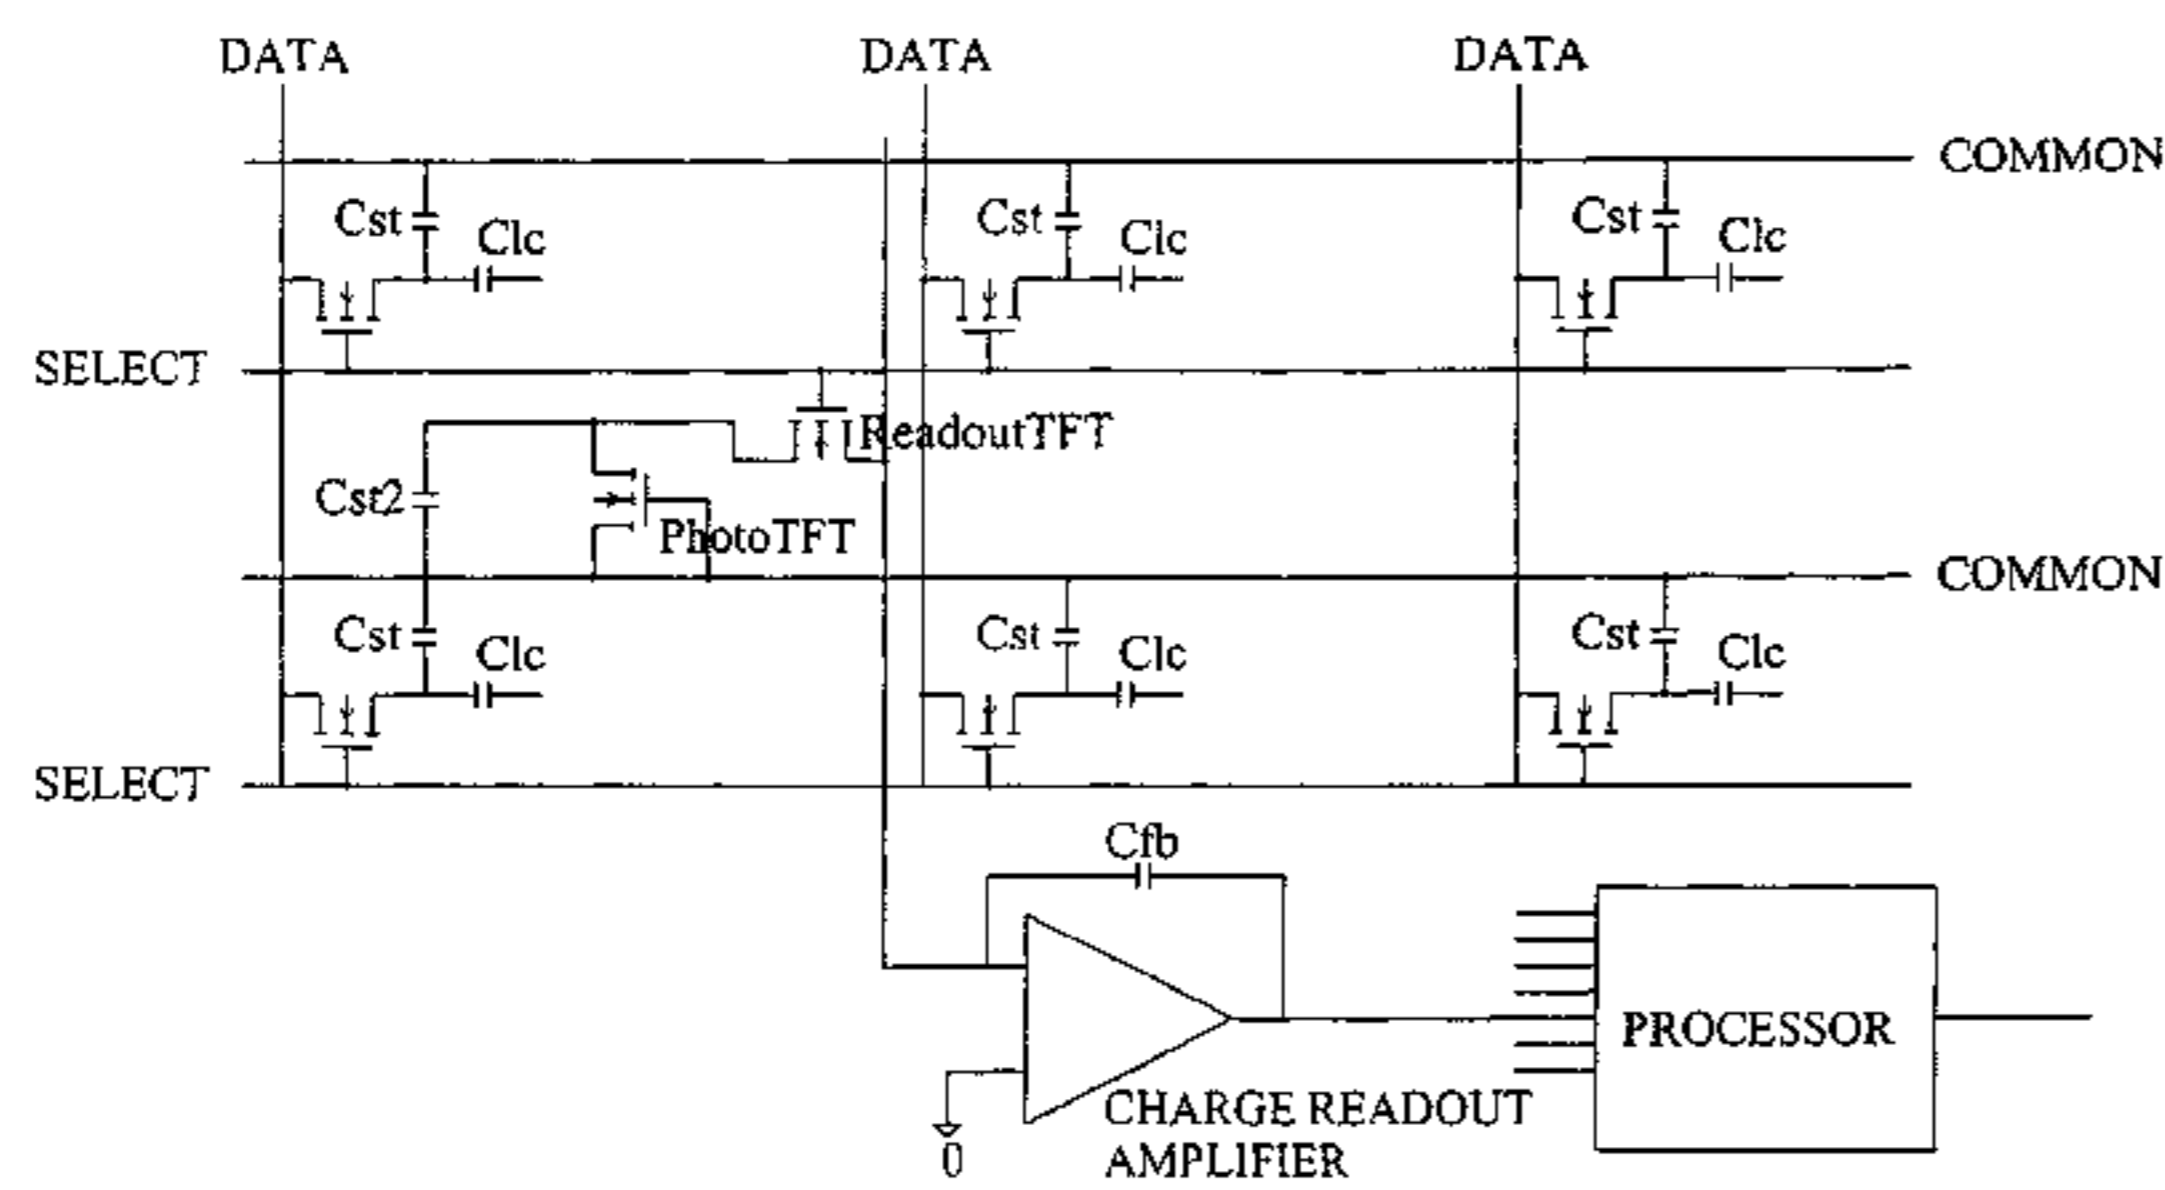 DATA DATA DATA
COMMON
Cst Clc Cst Clc Cst Clc
SELECT
ReadoutTFT
Cst2
PhotoTFT
COMMON
Cst Clc Cst Clc Cst Clc
SELECT
Cfb
PROCESSOR
CHARGE READOUT
AMPLIFIER
0